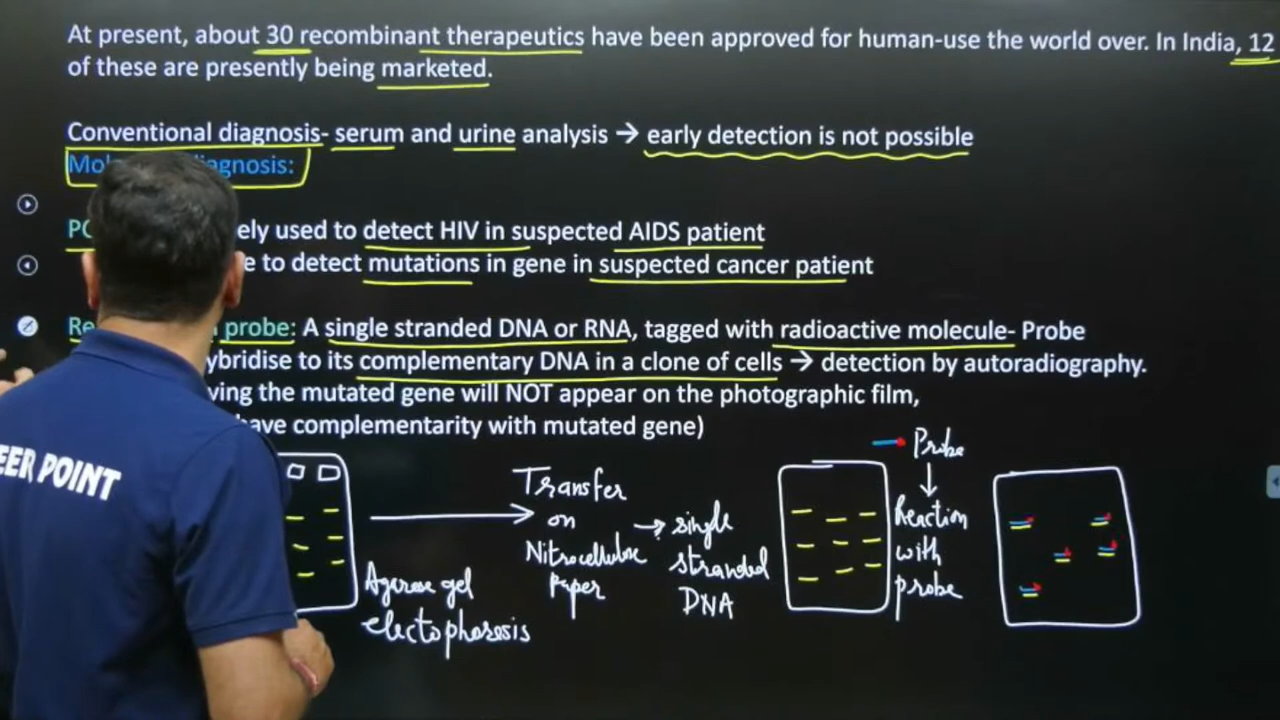 At present, about 30 recombinant therapeutics have been approved for human-use the world over. In India, 12
of these are presently being marketed.
Conventional diagnosis- serum and urine analysis → early detection is not possible
Mol agnosis:
PC ely used to detect HIV in suspected AIDS patient
e to detect mutations in gene in suspected cancer patient
Re probe: A single stranded DNA or RNA, tagged with radioactive molecule- Probe
ybridise to its complementary DNA in a clone of cells → detection by autoradiography.
ving the mutated gene will NOT appear on the photographic film,
have complementarity with mutated gene)
Agarose gel
electophoresis
Transfer
on
Nitrocellulose
Paper
→ single
stranded
DNA
Probe
↓
Reaction
with
probe
EER POINT